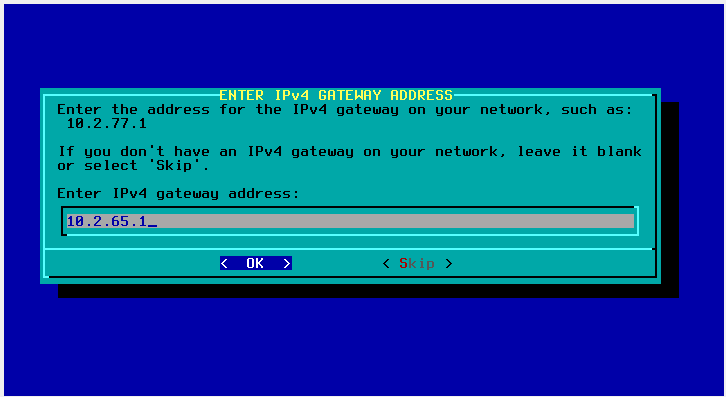 ENTER IPv4 GATEWAY ADDRESS
Enter the address for the IPv4 gateway on your network, such as:
10.2.77.1
If you don't have an IPv4 gateway on your network, leave it blank
or select 'Skip'.
Enter IPv4 gateway address:
10.2.65.1_
< OK > < Skip >